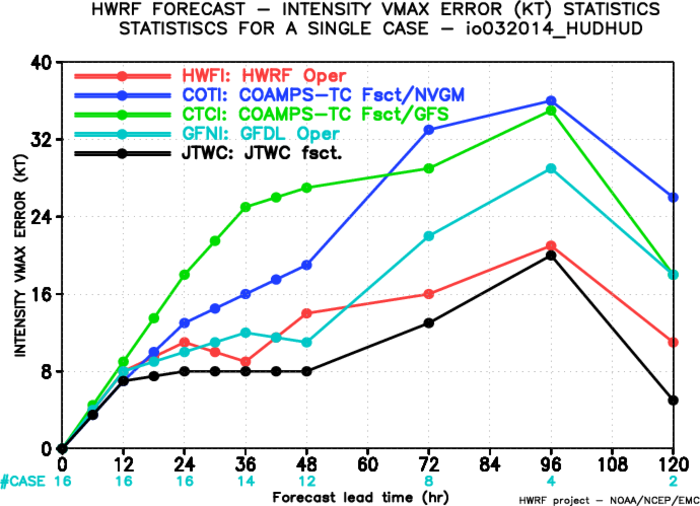 HWRF FORECAST – INTENSITY VMAX ERROR (KT) STATISTICS
STATISTISCS FOR A SINGLE CASE – io032014_HUDHUD
INTENSITY VMAX ERROR (KT)
40
32
24
16
8
0
HWFI: HWRF Oper
COTI: COAMPS–TC Fsct/NVGM
CTCI: COAMPS–TC Fsct/GFS
GFNI: GFDL Oper
JTWC: JTWC fsct.
0 12 24 36 48 60 72 84 96 108 120
#CASE 16 16 16 14 12 8 4 2
Forecast lead time (hr)
HWRF project – NOAA/NCEP/EMC